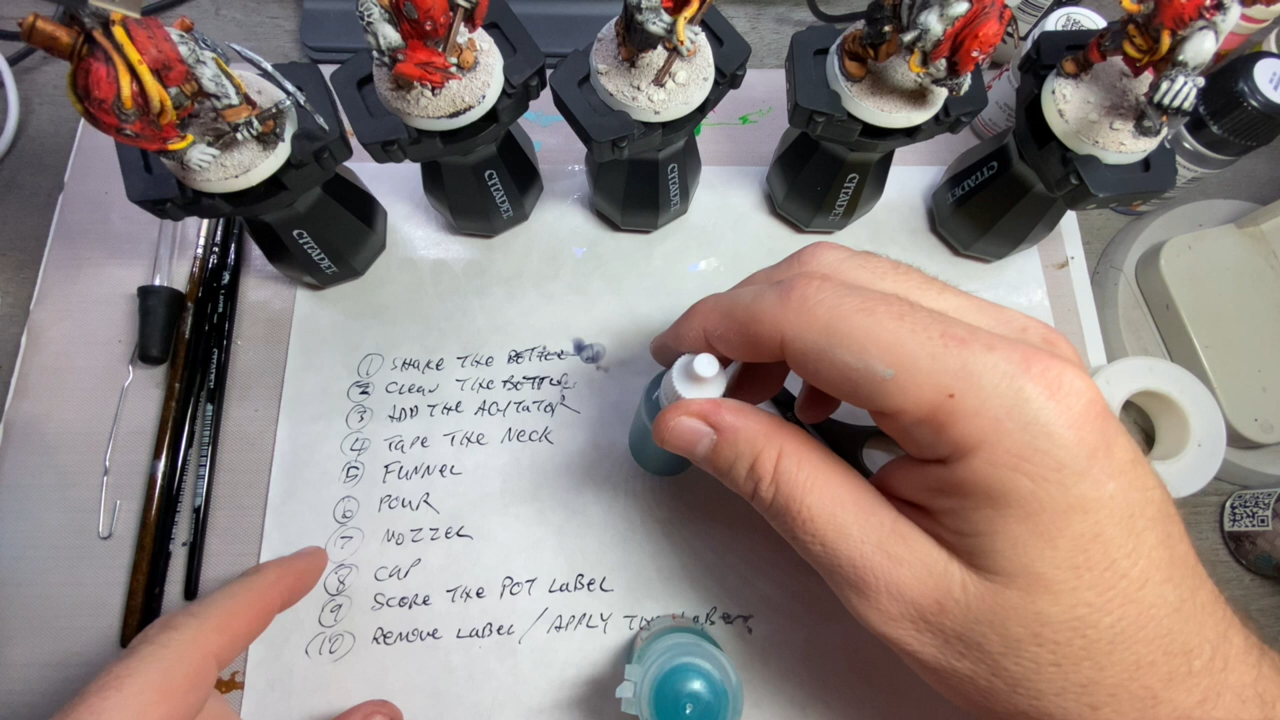 CITADEL
CITADEL
CITADEL
CITADEL
CITADEL
1 SHAKE THE BOTTLE
2 CLEAN THE BOTTLE
3 ADD THE AGITATOR
4 TAPE THE NECK
5 FUNNEL
6 POUR
7 NOZZEL
8 CAP
9 SCORE THE POT LABEL
(10) REMOVE LABEL / APPLY THE LABEL